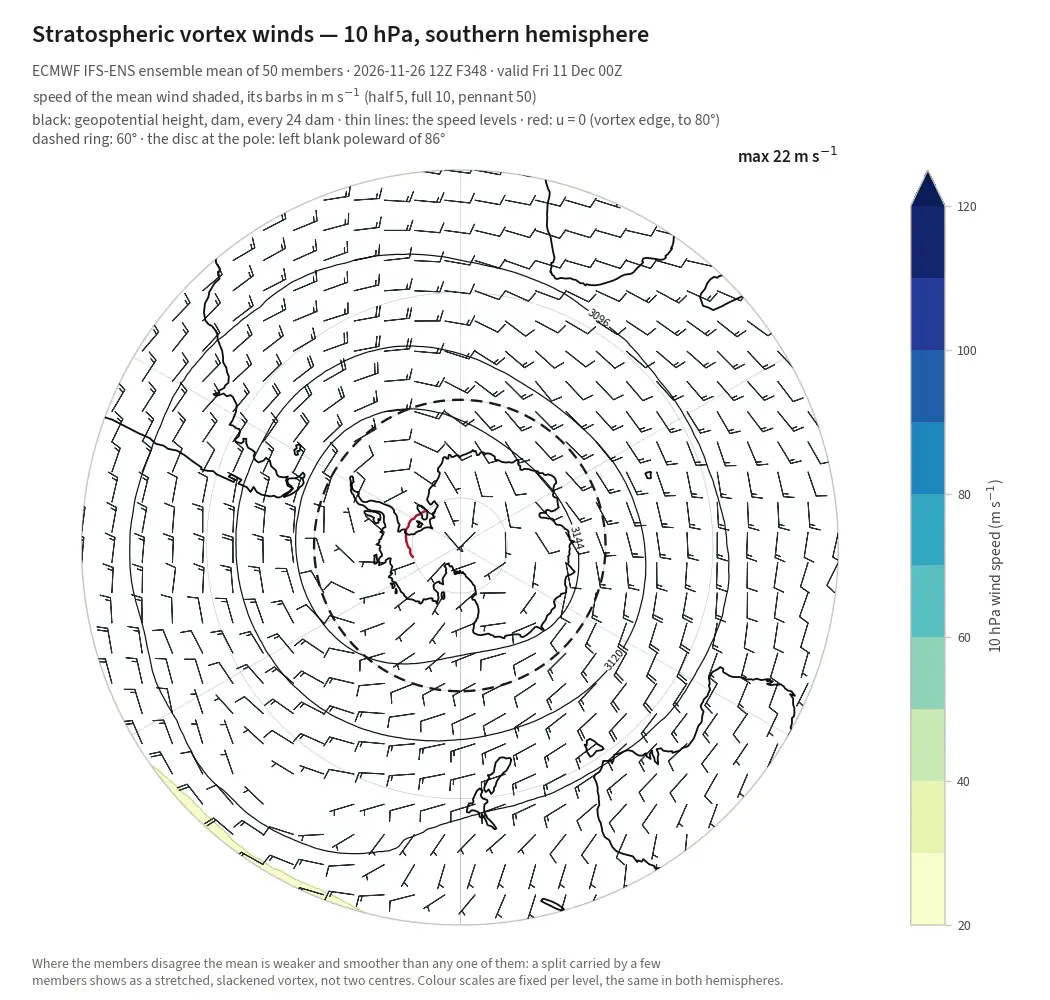 Stratospheric vortex winds — 10 hPa, southern hemisphere
ECMWF IFS-ENS ensemble mean of 50 members · 2026-11-26 12Z F348 · valid Fri 11 Dec 00Z
speed of the mean wind shaded, its barbs in m s⁻¹ (half 5, full 10, pennant 50)
black: geopotential height, dam, every 24 dam · thin lines: the speed levels · red: u = 0 (vortex edge, to 80°)
dashed ring: 60° · the disc at the pole: left blank poleward of 86°
max 22 m s⁻¹
120
100
80
60
40
20
10 hPa wind speed (m s⁻¹)
3096
3144
3120
Where the members disagree the mean is weaker and smoother than any one of them: a split carried by a few
members shows as a stretched, slackened vortex, not two centres. Colour scales are fixed per level, the same in both hemispheres.